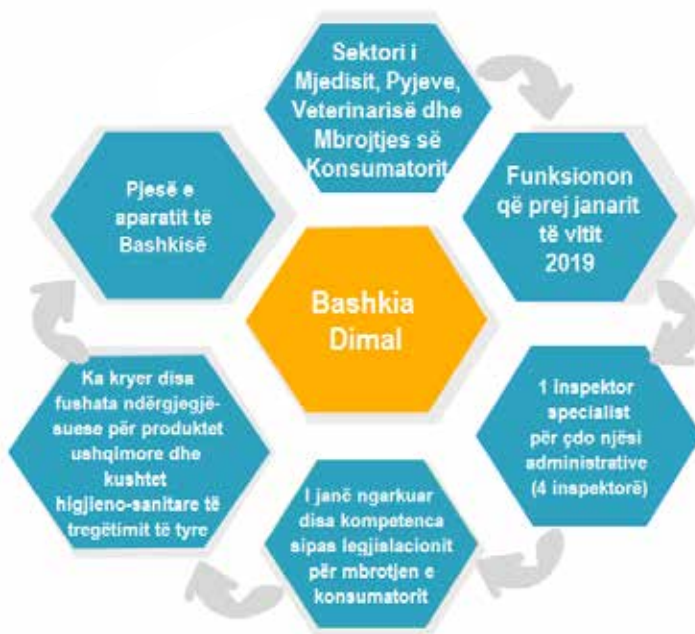 Sektori i
Mjedisit, Pyjeve,
Veterinarisë dhe
Mbrojtjes së
Konsumatorit
Funksionon
që prej janarit
të vitit
2019
1 inspektor
specialist
për çdo njësi
administrative
(4 inspektorë)
I janë ngarkuar
disa kompetenca
sipas legjislacionit
për mbrotjen e
konsumatorit
Ka kryer disa
fushata ndërgjegjë-
suese për produktet
ushqimore dhe
kushtet
higjieno-sanitare të
tregëtimit të tyre
Pjesë e
aparatit të
Bashkisë
Bashkia
Dimal